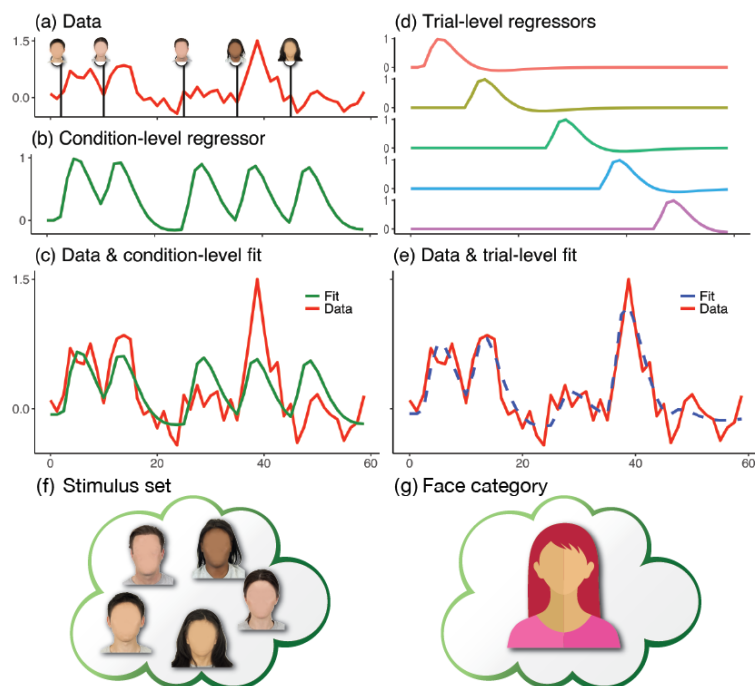 (a) Data
1.5
0.0
(b) Condition-level regressor
1
0
(c) Data & condition-level fit
1.5
0.0
Fit
Data
0
20
40
60
(d) Trial-level regressors
1
0
1
0
1
0
1
0
1
0
(e) Data & trial-level fit
Fit
Data
0
20
40
60
(f) Stimulus set
(g) Face category